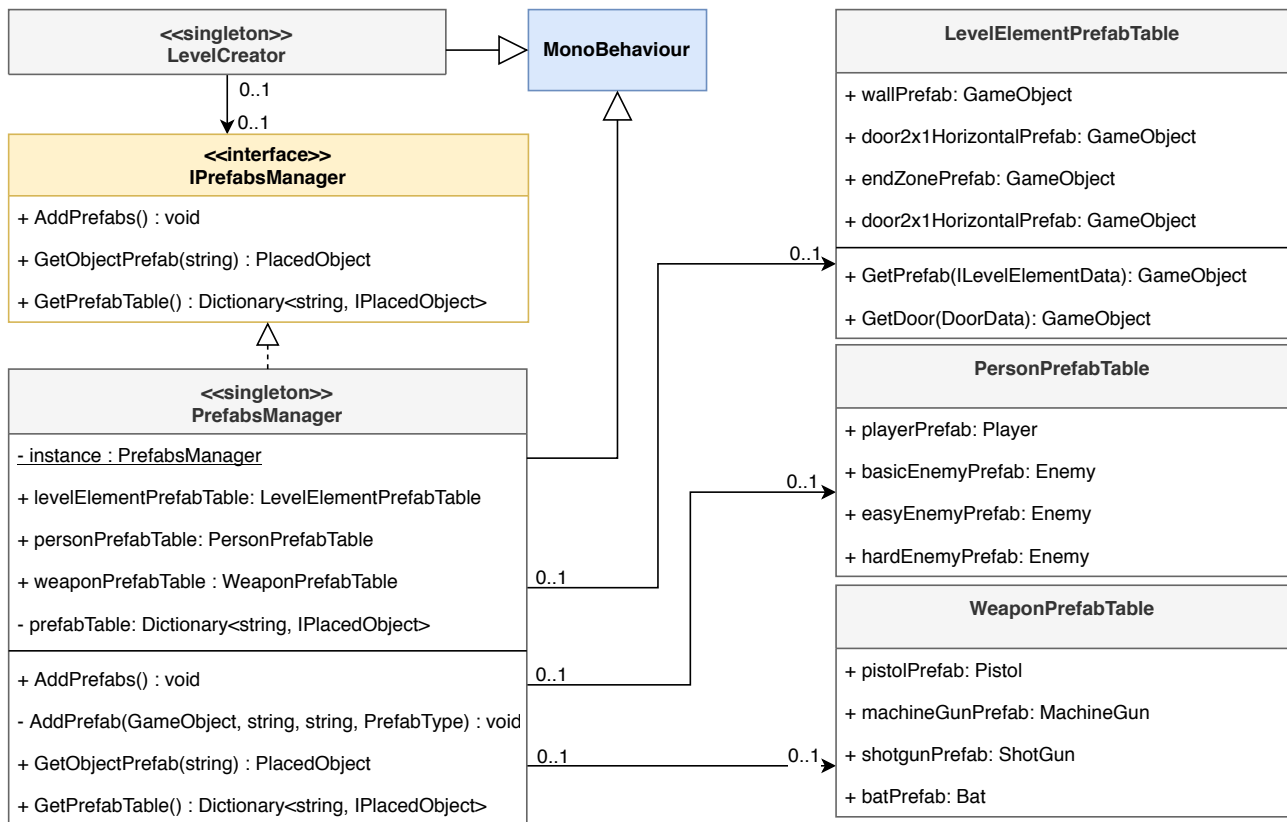 <<singleton>>
LevelCreator
0..1
0..1
MonoBehaviour
<<interface>>
IPrefabsManager
+ AddPrefabs() : void
+ GetObjectPrefab(string) : PlacedObject
+ GetPrefabTable() : Dictionary<string, IPlacedObject>
<<singleton>>
PrefabsManager
- instance : PrefabsManager
+ levelElementPrefabTable: LevelElementPrefabTable
+ personPrefabTable: PersonPrefabTable
+ weaponPrefabTable : WeaponPrefabTable
- prefabTable: Dictionary<string, IPlacedObject>
+ AddPrefabs() : void
- AddPrefab(GameObject, string, string, PrefabType) : void
+ GetObjectPrefab(string) : PlacedObject
+ GetPrefabTable() : Dictionary<string, IPlacedObject>
0..1
0..1
0..1
0..1
0..1
0..1
LevelElementPrefabTable
+ wallPrefab: GameObject
+ door2x1HorizontalPrefab: GameObject
+ endZonePrefab: GameObject
+ door2x1HorizontalPrefab: GameObject
+ GetPrefab(ILevelElementData): GameObject
+ GetDoor(DoorData): GameObject
PersonPrefabTable
+ playerPrefab: Player
+ basicEnemyPrefab: Enemy
+ easyEnemyPrefab: Enemy
+ hardEnemyPrefab: Enemy
WeaponPrefabTable
+ pistolPrefab: Pistol
+ machineGunPrefab: MachineGun
+ shotgunPrefab: ShotGun
+ batPrefab: Bat